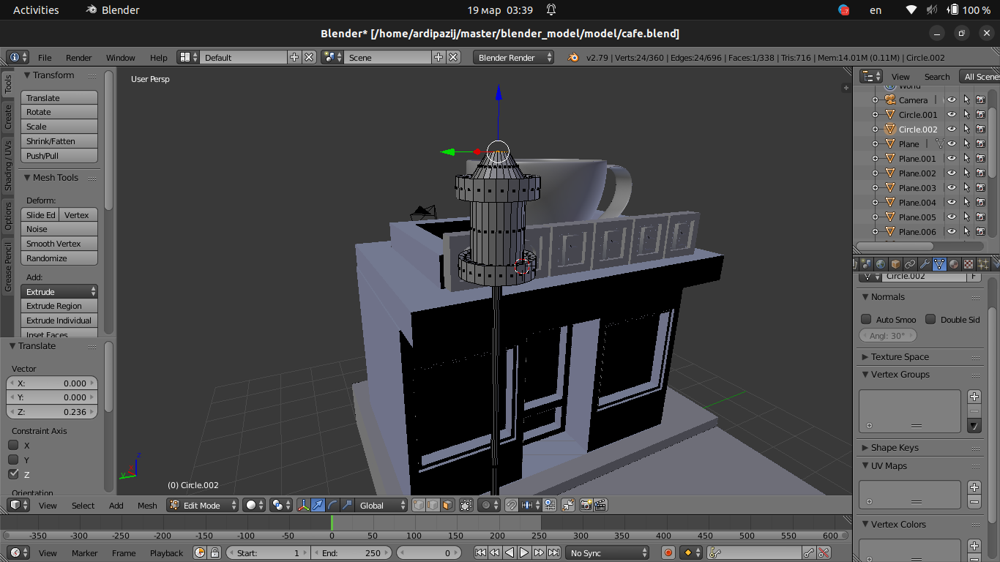 Activities Blender 19 мар 03:39 en 100 %
Blender* [/home/ardipazij/master/blender_model/model/cafe.blend]
File Render Window Help Default Scene Blender Render v2.79 | Verts:24/360 | Edges:24/696 | Faces:1/338 | Tris:716 | Mem:14.01M (0.11M) | Circle.002
Tools
Create
Shading / UVs
Options
Grease Pencil
Transform
Translate
Rotate
Scale
Shrink/Fatten
Push/Pull
Mesh Tools
Deform:
Slide Ed Vertex
Noise
Smooth Vertex
Randomize
Add:
Extrude
Extrude Region
Extrude Individual
Inset Faces
Translate
Vector
X: 0.000
Y: 0.000
Z: 0.236
Constraint Axis
X
Y
Z
Orientation
User Persp
z
y
(0) Circle.002
View Search All Scenes
World
Camera
Circle.001
Circle.002
Plane
Plane.001
Plane.002
Plane.003
Plane.004
Plane.005
Plane.006
Circle.002 F
Normals
Auto Smoo Double Sid
Angl: 30°
Texture Space
Vertex Groups
Shape Keys
UV Maps
Vertex Colors
View Select Add Mesh Edit Mode Global
-350 -300 -250 -200 -150 -100 -50 0 50 100 150 200 250 300 350 400 450 500 550 600
View Marker Frame Playback Start: 1 End: 250 0 No Sync